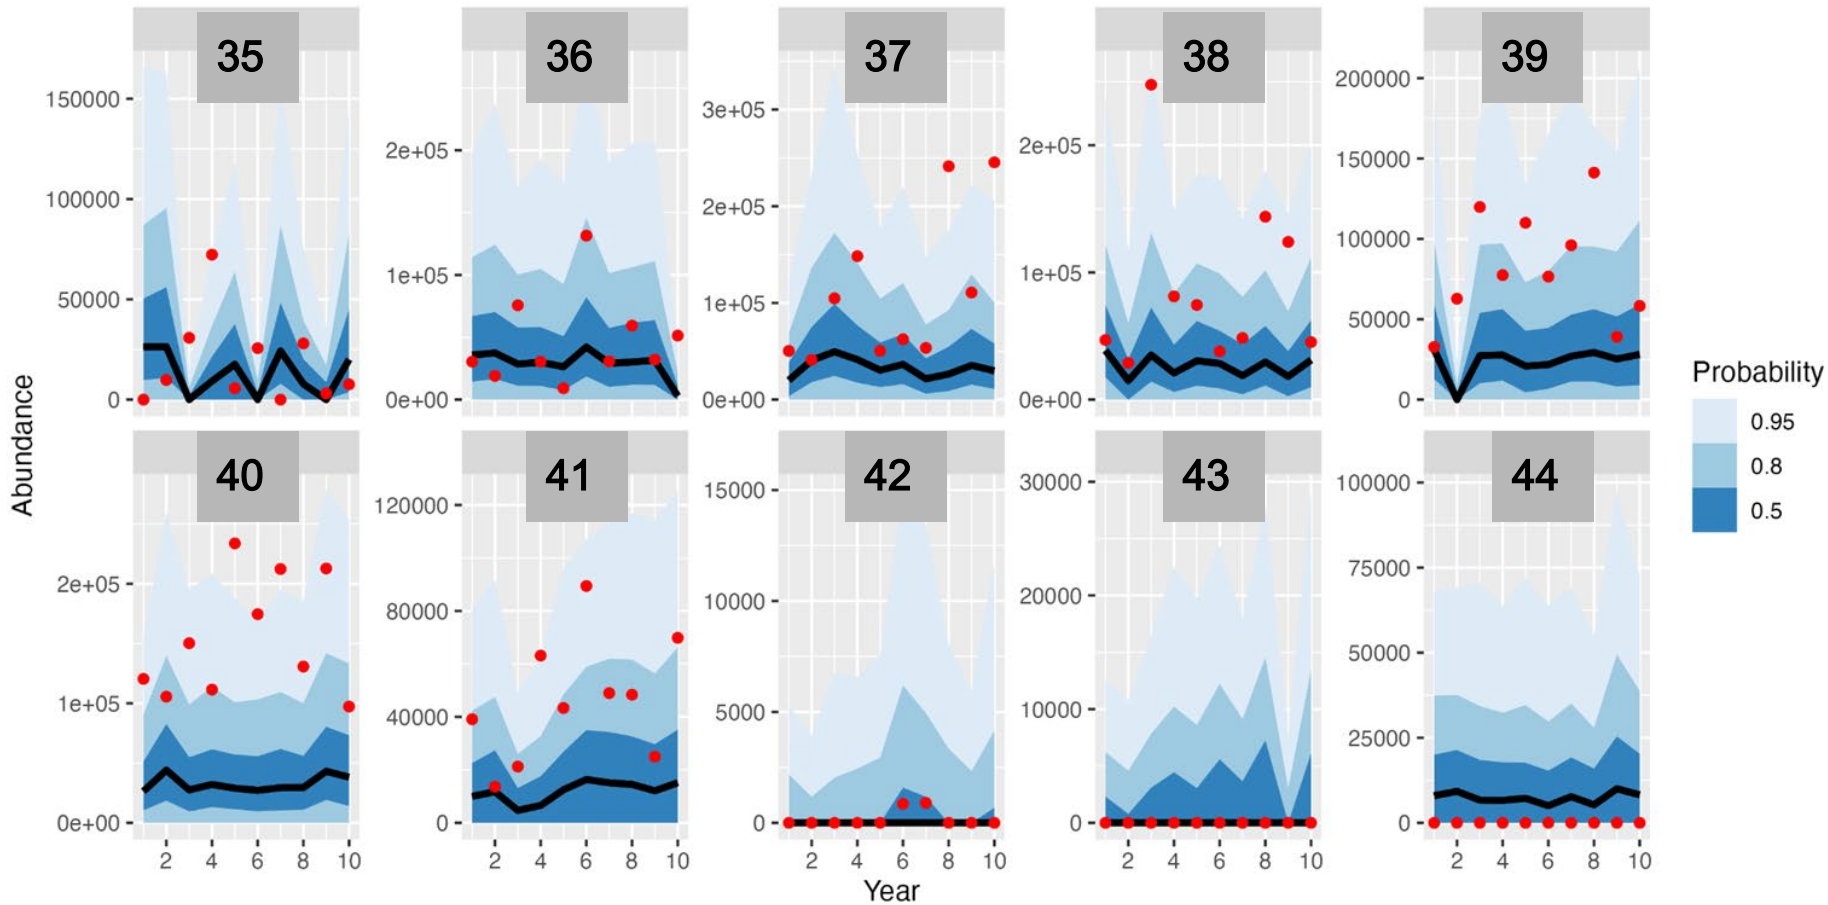 35 36 37 38 39
150000
100000
50000
0
2e+05
1e+05
0e+00
3e+05
2e+05
1e+05
0e+00
2e+05
1e+05
0e+00
200000
150000
100000
50000
0
40 41 42 43 44
2e+05
1e+05
0e+00
120000
80000
40000
0
15000
10000
5000
0
30000
20000
10000
0
100000
75000
50000
25000
0
2 4 6 8 10
2 4 6 8 10
2 4 6 8 10
2 4 6 8 10
2 4 6 8 10
Abundance
Year
Probability
0.95
0.8
0.5